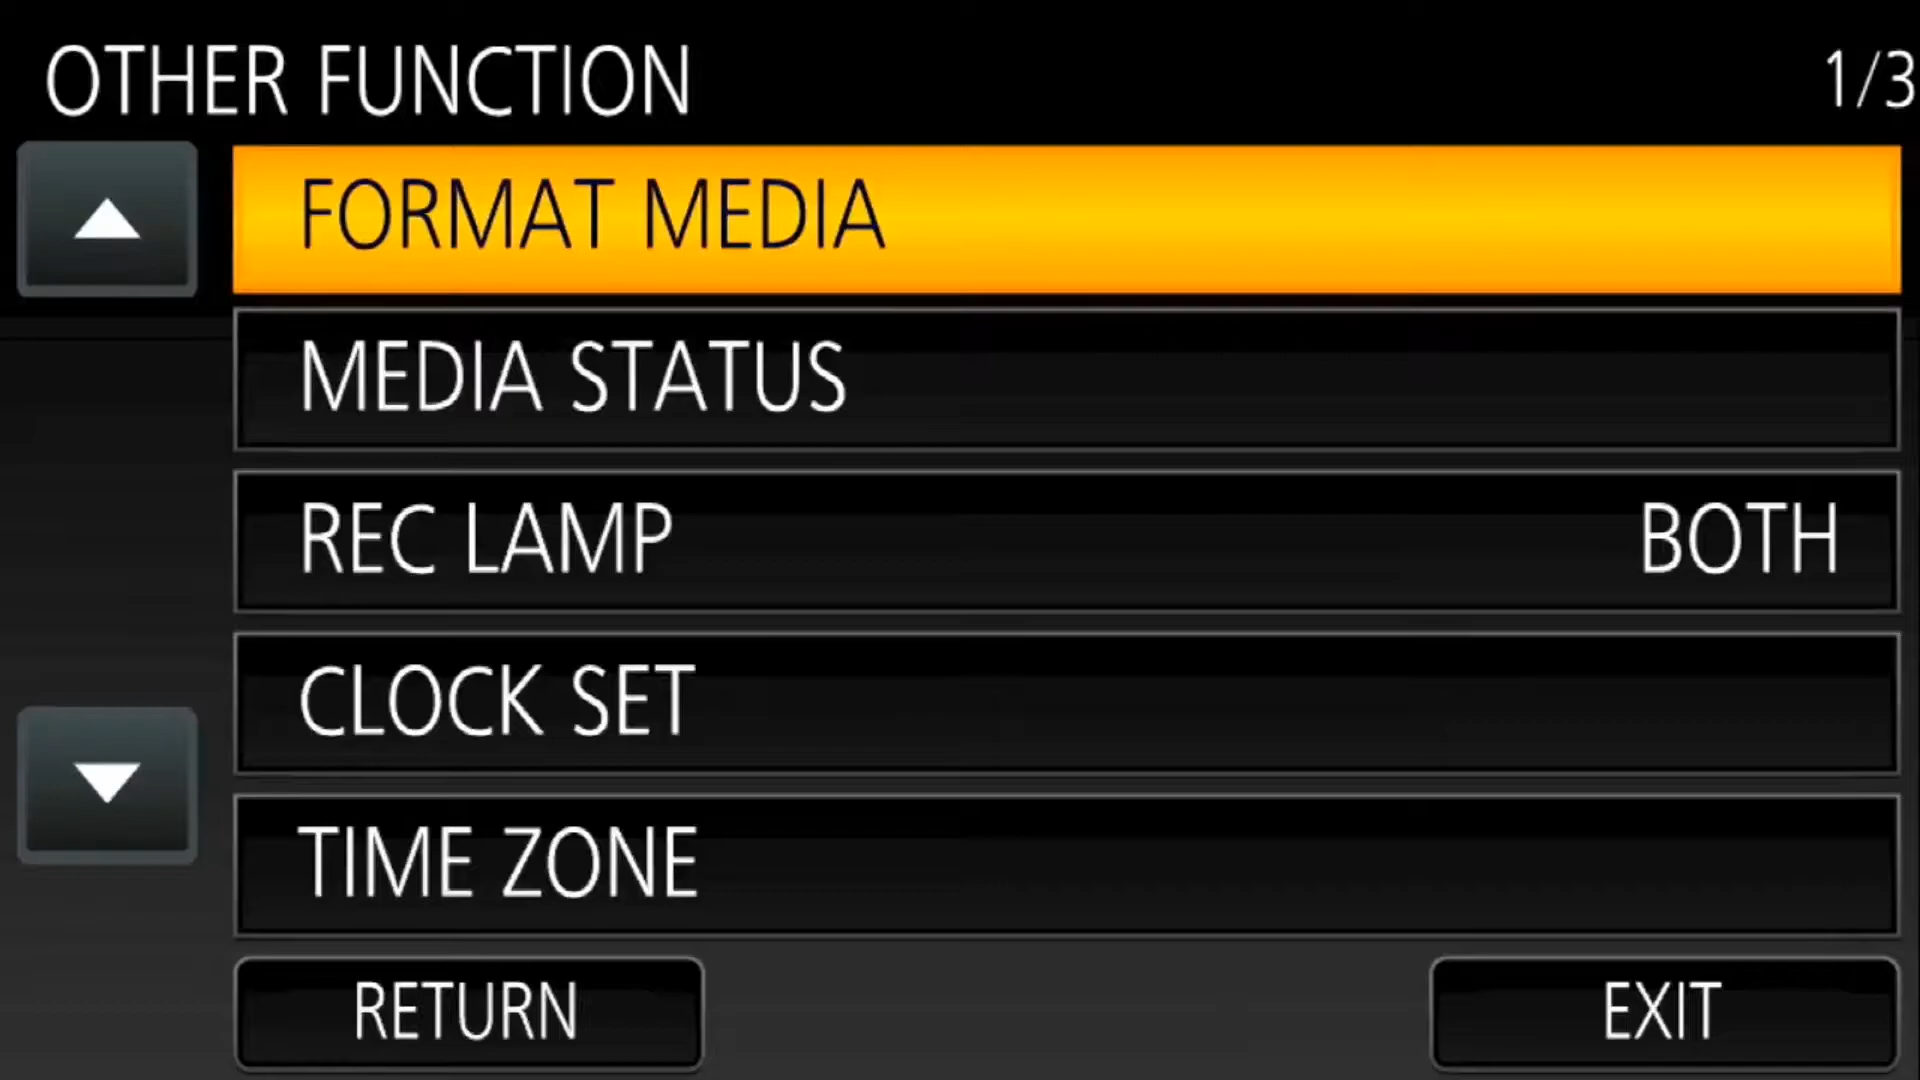 OTHER FUNCTION 1/3
FORMAT MEDIA
MEDIA STATUS
REC LAMP BOTH
CLOCK SET
TIME ZONE
RETURN EXIT